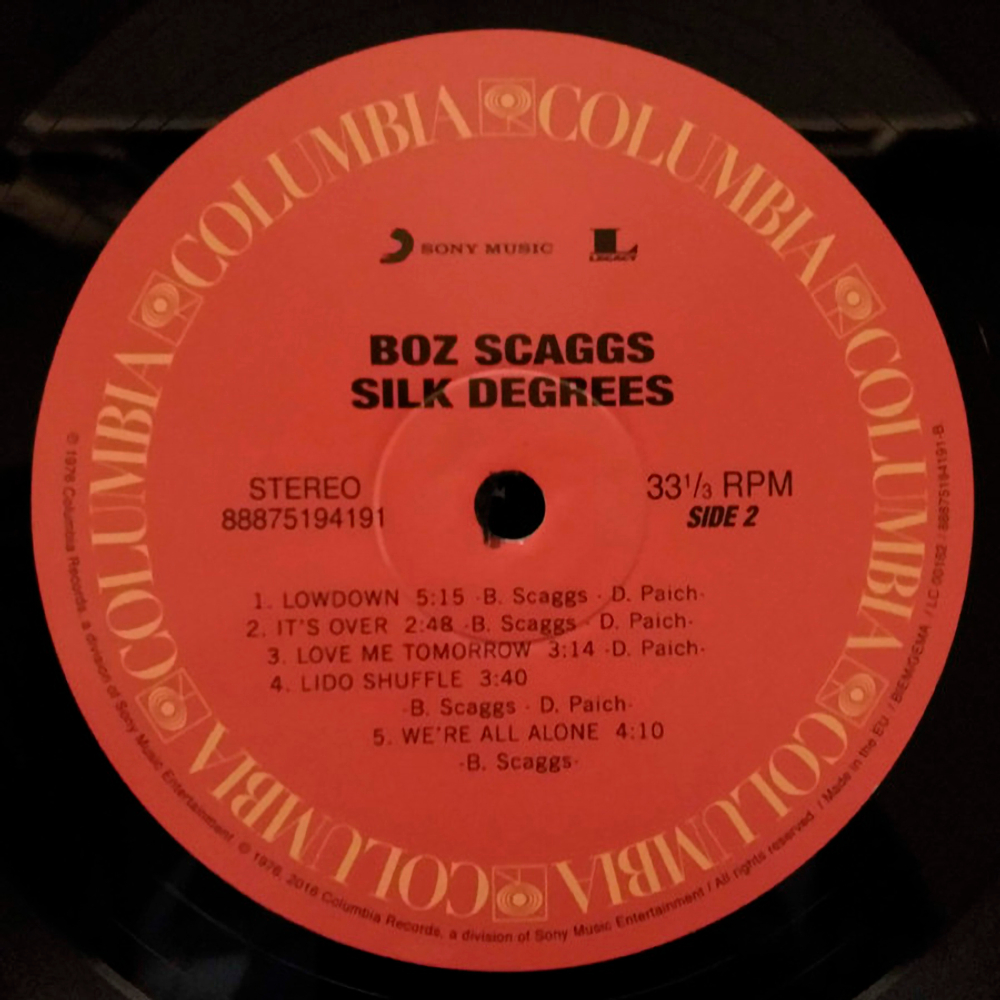 COLUMBIA COLUMBIA COLUMBIA COLUMBIA COLUMBIA COLUMBIA
SONY MUSIC
L LEGACY
BOZ SCAGGS
SILK DEGREES
STEREO
88875194191
33⅓ RPM
SIDE 2
1. LOWDOWN 5:15 -B. Scaggs - D. Paich-
2. IT'S OVER 2:48 -B. Scaggs - D. Paich-
3. LOVE ME TOMORROW 3:14 -D. Paich-
4. LIDO SHUFFLE 3:40
-B. Scaggs - D. Paich-
5. WE'RE ALL ALONE 4:10
-B. Scaggs-
℗ 1976 Columbia Records, a division of Sony Music Entertainment. © 1976, 2016 Columbia Records, a division of Sony Music Entertainment / All rights reserved. / Made in the EU. / BIEM/GEMA / LC 00162 / 88875194191-B.